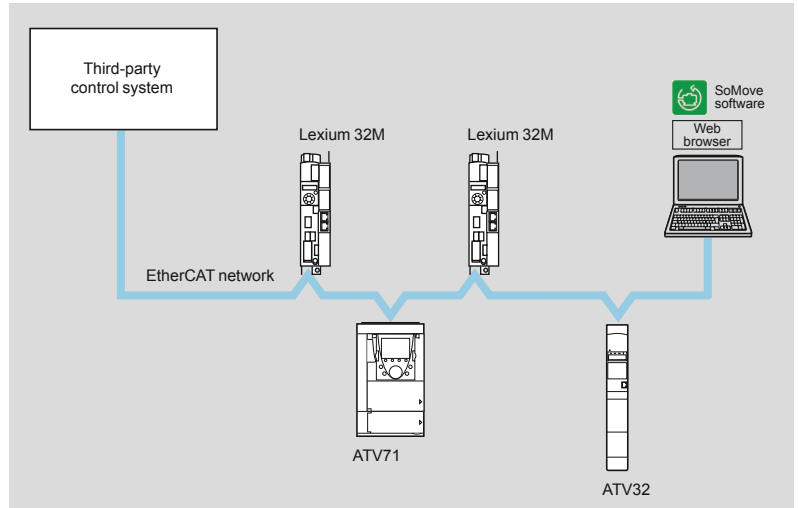 Third-party
control system
SoMove
software
Web
browser
Lexium 32M
Lexium 32M
EtherCAT network
ATV71
ATV32